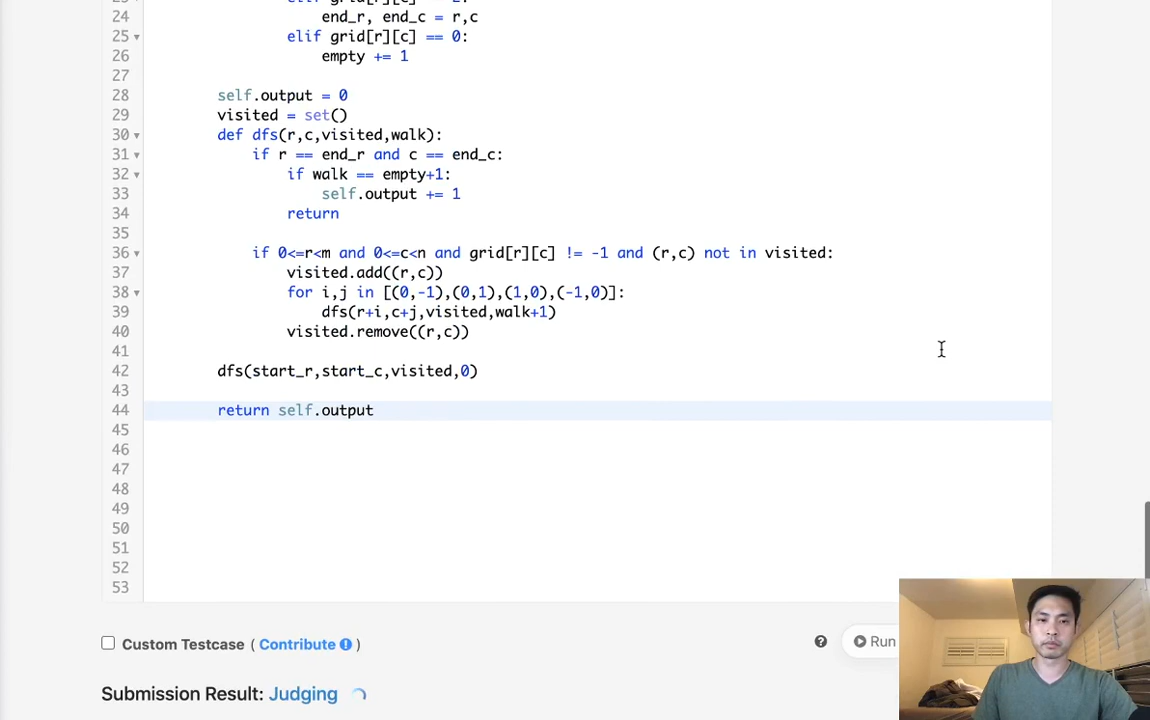 24 end_r, end_c = r,c
25 elif grid[r][c] == 0:
26 empty += 1
27
28 self.output = 0
29 visited = set()
30 def dfs(r,c,visited,walk):
31 if r == end_r and c == end_c:
32 if walk == empty+1:
33 self.output += 1
34 return
35
36 if 0<=r<m and 0<=c<n and grid[r][c] != -1 and (r,c) not in visited:
37 visited.add((r,c))
38 for i,j in [(0,-1),(0,1),(1,0),(-1,0)]:
39 dfs(r+i,c+j,visited,walk+1)
40 visited.remove((r,c))
41
42 dfs(start_r,start_c,visited,0)
43
44 return self.output
45
46
47
48
49
50
51
52
53
Custom Testcase ( Contribute ! )
? Run
Submission Result: Judging